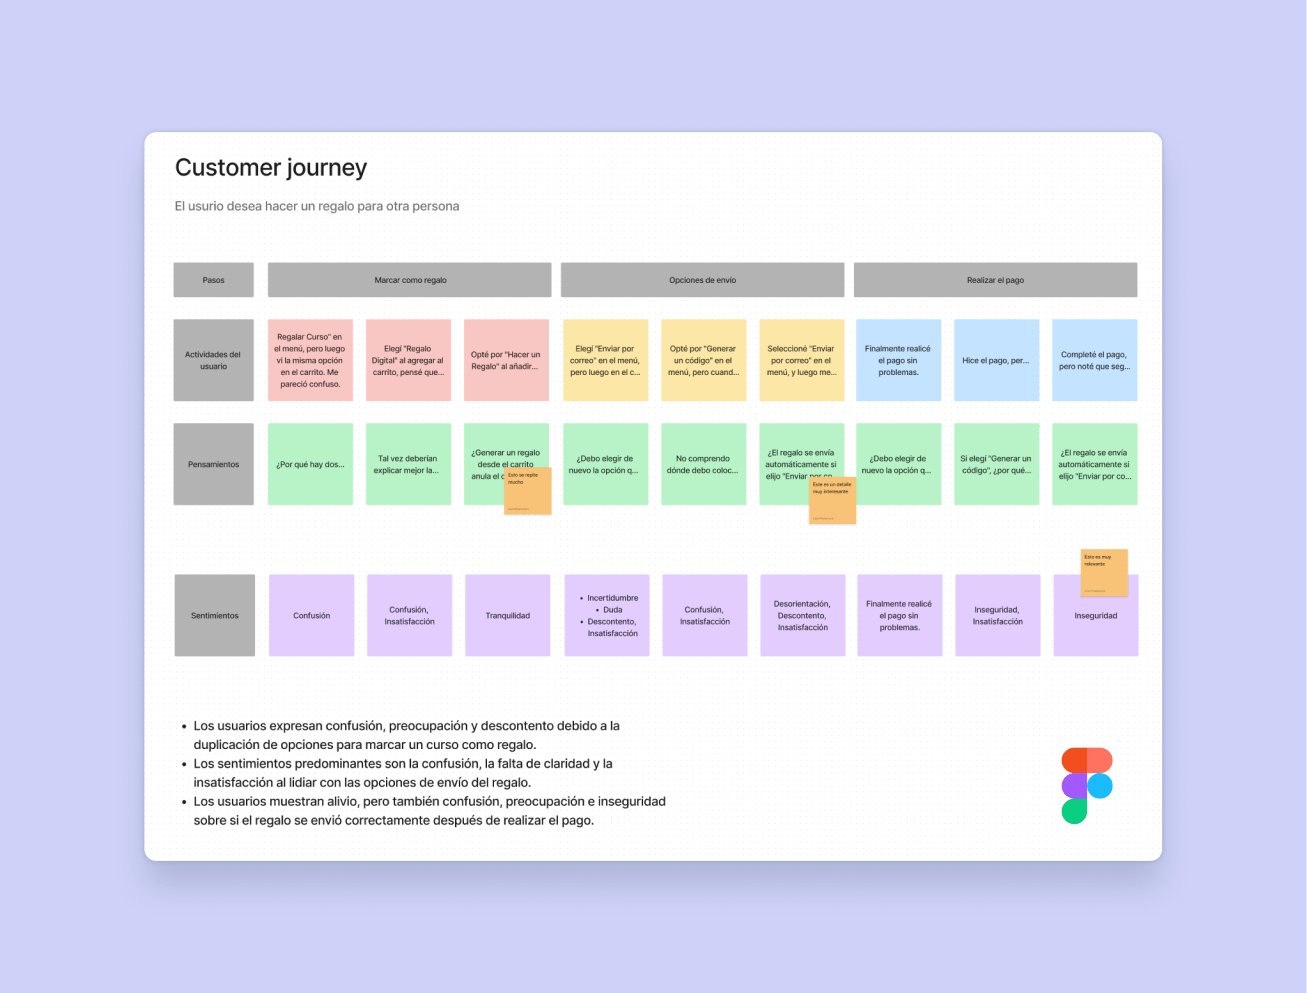 Customer journey
El usurio desea hacer un regalo para otra persona
Pasos
Marcar como regalo
Opciones de envío
Realizar el pago
Actividades del
usuario
Regalar Curso" en
el menú, pero luego
vi la misma opción
en el carrito. Me
pareció confuso.
Elegí "Regalo
Digital" al agregar al
carrito, pensé que...
Opté por "Hacer un
Regalo" al añadir...
Elegí "Enviar por
correo" en el menú,
pero luego en el c...
Opté por "Generar
un código" en el
menú, pero cuand...
Seleccioné "Enviar
por correo" en el
menú, y luego me...
Finalmente realicé
el pago sin
problemas.
Hice el pago, per...
Completé el pago,
pero noté que seg...
Pensamientos
¿Por qué hay dos...
Tal vez deberían
explicar mejor la...
¿Generar un regalo
desde el carrito
anula el
Esto se repite
mucho
¿Debo elegir de
nuevo la opción q...
No comprendo
dónde debo coloc...
¿El regalo se envía
automáticamente si
elijo "Enviar por co...
Este es un detalle
muy interesante
¿Debo elegir de
nuevo la opción q...
Si elegí "Generar un
código", ¿por qué...
¿El regalo se envía
automáticamente si
elijo "Enviar por co...
Esto es muy
relevante
Sentimientos
Confusión
Confusión,
Insatisfacción
Tranquilidad
• Incertidumbre
• Duda
• Descontento,
Insatisfacción
Confusión,
Insatisfacción
Desorientación,
Descontento,
Insatisfacción
Finalmente realicé
el pago sin
problemas.
Inseguridad,
Insatisfacción
Inseguridad
• Los usuarios expresan confusión, preocupación y descontento debido a la
duplicación de opciones para marcar un curso como regalo.
• Los sentimientos predominantes son la confusión, la falta de claridad y la
insatisfacción al lidiar con las opciones de envío del regalo.
• Los usuarios muestran alivio, pero también confusión, preocupación e inseguridad
sobre si el regalo se envió correctamente después de realizar el pago.